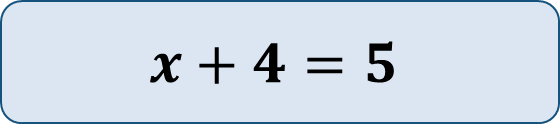 x + 4 = 5